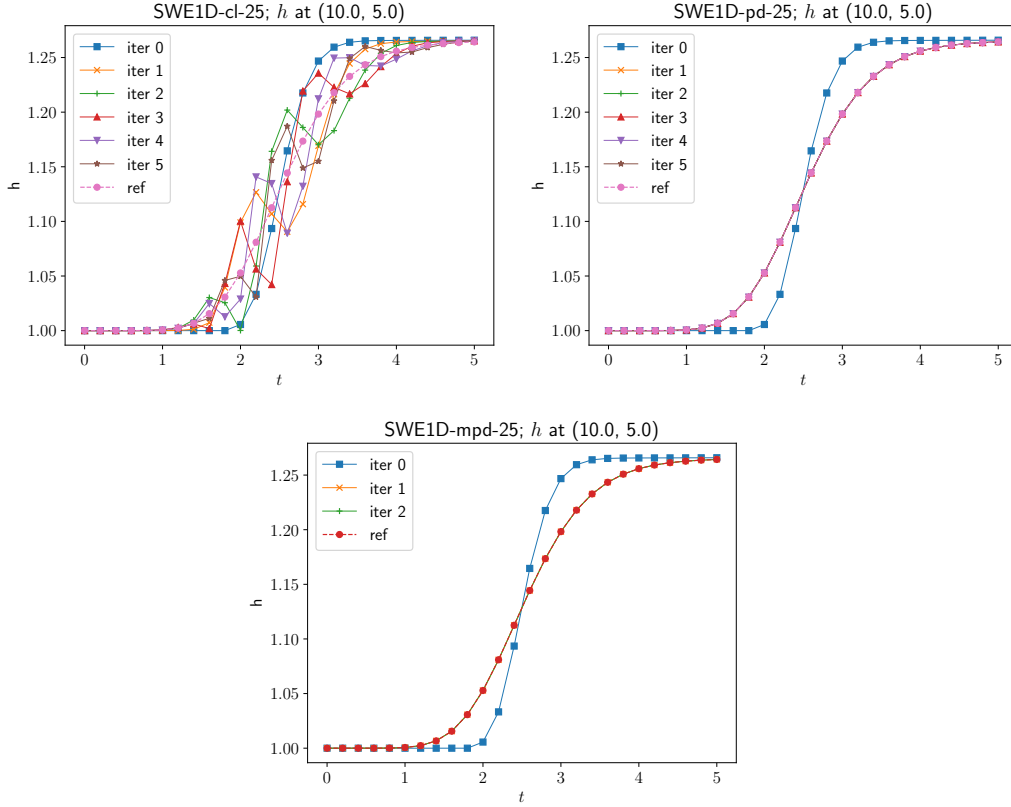 SWE1D-cl-25; h at (10.0, 5.0)
iter 0
iter 1
iter 2
iter 3
iter 4
iter 5
ref
1.25
1.20
1.15
1.10
1.05
1.00
h
0 1 2 3 4 5
t
SWE1D-pd-25; h at (10.0, 5.0)
iter 0
iter 1
iter 2
iter 3
iter 4
iter 5
ref
1.25
1.20
1.15
1.10
1.05
1.00
h
0 1 2 3 4 5
t
SWE1D-mpd-25; h at (10.0, 5.0)
iter 0
iter 1
iter 2
ref
1.25
1.20
1.15
1.10
1.05
1.00
h
0 1 2 3 4 5
t